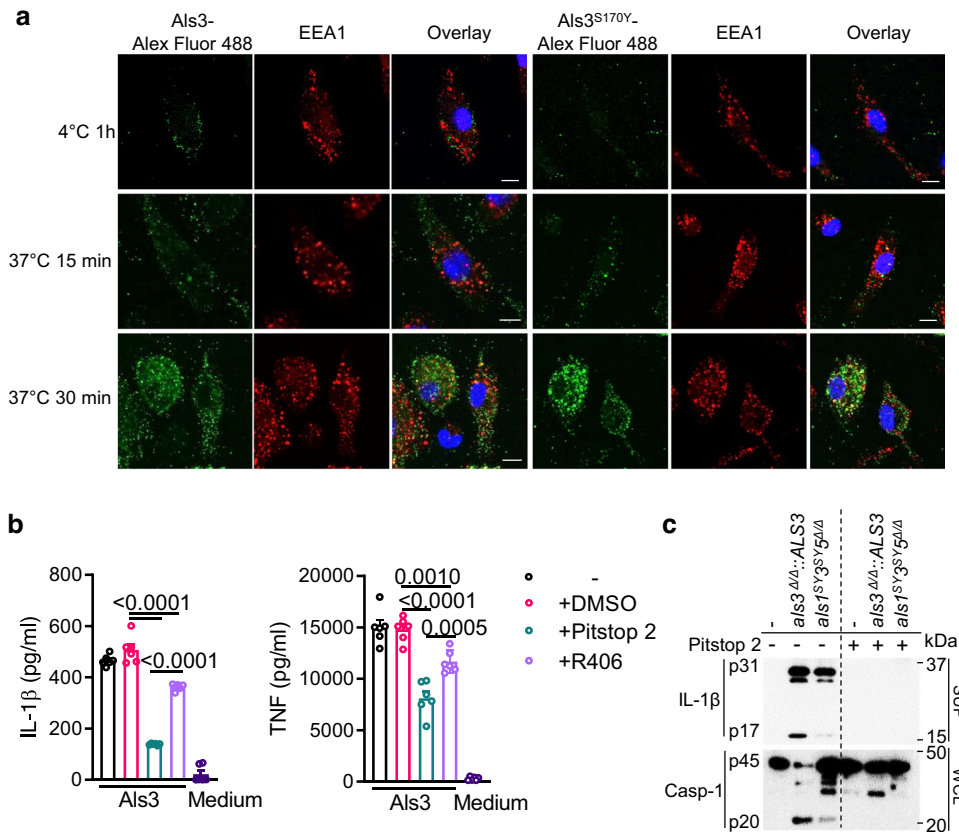 a
Als3-
Alex Fluor 488
EEA1
Overlay
Als3S170Y-
Alex Fluor 488
EEA1
Overlay
4°C 1h
37°C 15 min
37°C 30 min
b
800
600
400
200
0
IL-1β (pg/ml)
<0.0001
<0.0001
Als3
Medium
20000
15000
10000
5000
0
TNF (pg/ml)
0.0010
<0.0001
0.0005
Als3
Medium
-
+DMSO
+Pitstop 2
+R406
c
- als3Δ/Δ::ALS3 als1SY3SY5Δ/Δ - als3Δ/Δ::ALS3 als1SY3SY5Δ/Δ
Pitstop 2 - - - + + + kDa
IL-1β
p31
p17
37
15
SUP
Casp-1
p45
p20
50
20
WCL